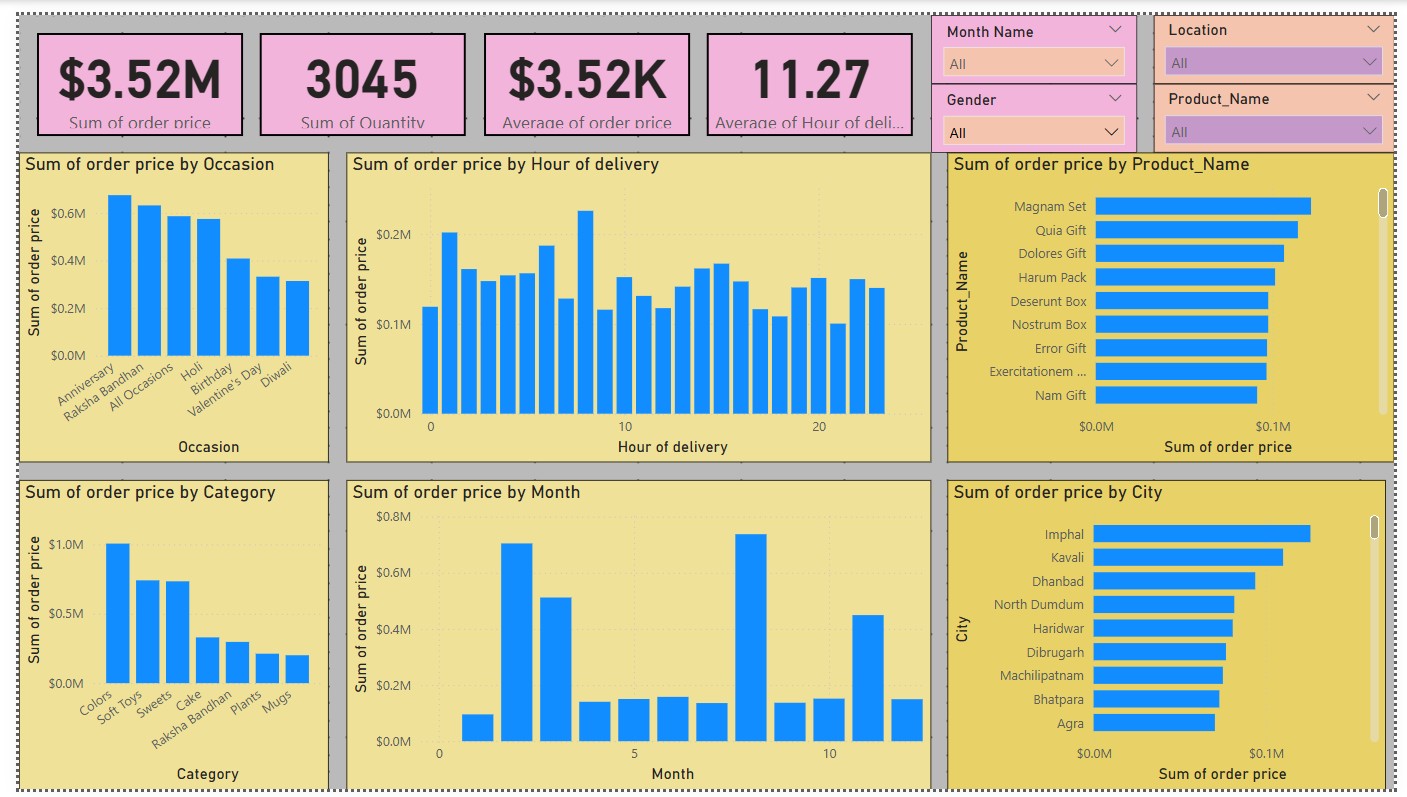 $3.52M
Sum of order price
3045
Sum of Quantity
$3.52K
Average of order price
11.27
Average of Hour of deli...
Month Name
All
Gender
All
Location
All
Product_Name
All
Sum of order price by Occasion
Sum of order price
$0.6M
$0.4M
$0.2M
$0.0M
Anniversary
Raksha Bandhan
All Occasions
Holi
Birthday
Valentine's Day
Diwali
Occasion
Sum of order price by Hour of delivery
Sum of order price
$0.2M
$0.1M
$0.0M
0
10
20
Hour of delivery
Sum of order price by Product_Name
Product_Name
Magnam Set
Quia Gift
Dolores Gift
Harum Pack
Deserunt Box
Nostrum Box
Error Gift
Exercitationem ...
Nam Gift
$0.0M
$0.1M
Sum of order price
Sum of order price by Category
Sum of order price
$1.0M
$0.5M
$0.0M
Colors
Soft Toys
Sweets
Cake
Raksha Bandhan
Plants
Mugs
Category
Sum of order price by Month
Sum of order price
$0.8M
$0.6M
$0.4M
$0.2M
$0.0M
0
5
10
Month
Sum of order price by City
City
Imphal
Kavali
Dhanbad
North Dumdum
Haridwar
Dibrugarh
Machilipatnam
Bhatpara
Agra
$0.0M
$0.1M
Sum of order price